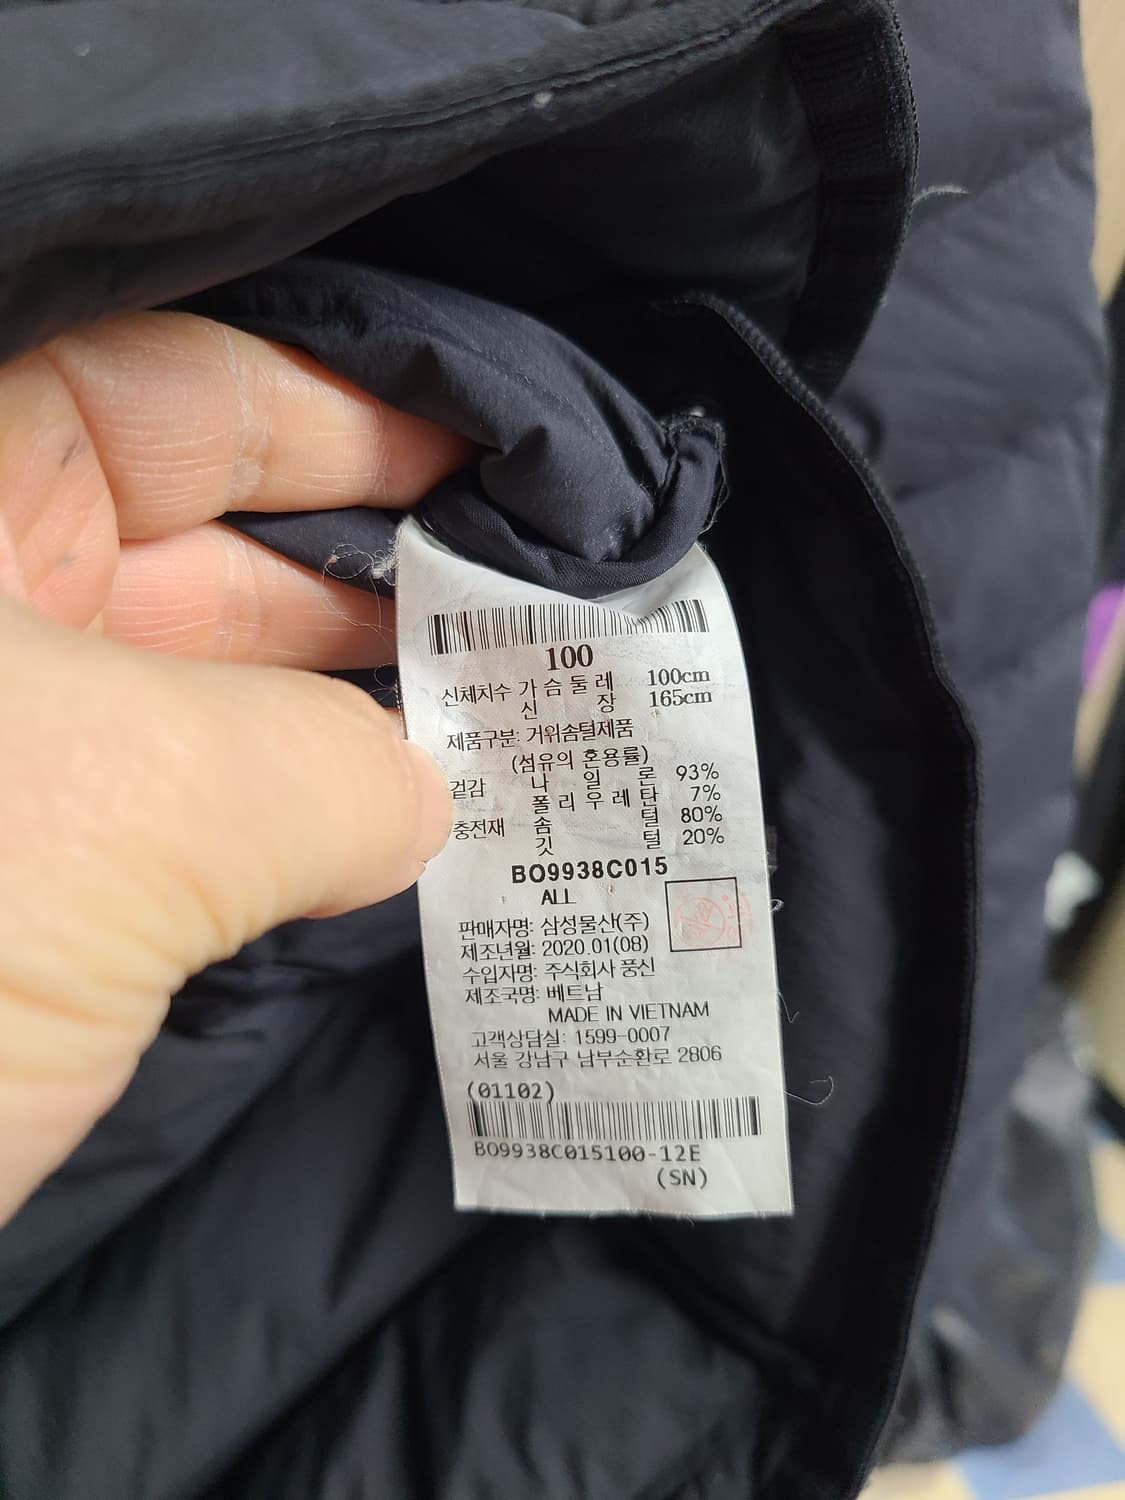 100
신체치수 가슴둘레 100cm
신장 165cm
제품구분: 거위솜털제품
(섬유의 혼용률)
겉감 나일론 93%
폴리우레탄 7%
충전재 솜털 80%
깃털 20%
BO9938C015
ALL
판매자명: 삼성물산(주)
제조년월: 2020.01(08)
수입자명: 주식회사 풍신
제조국명: 베트남
MADE IN VIETNAM
고객상담실: 1599-0007
서울 강남구 남부순환로 2806
(01102)
BO9938C015100-12E
(SN)